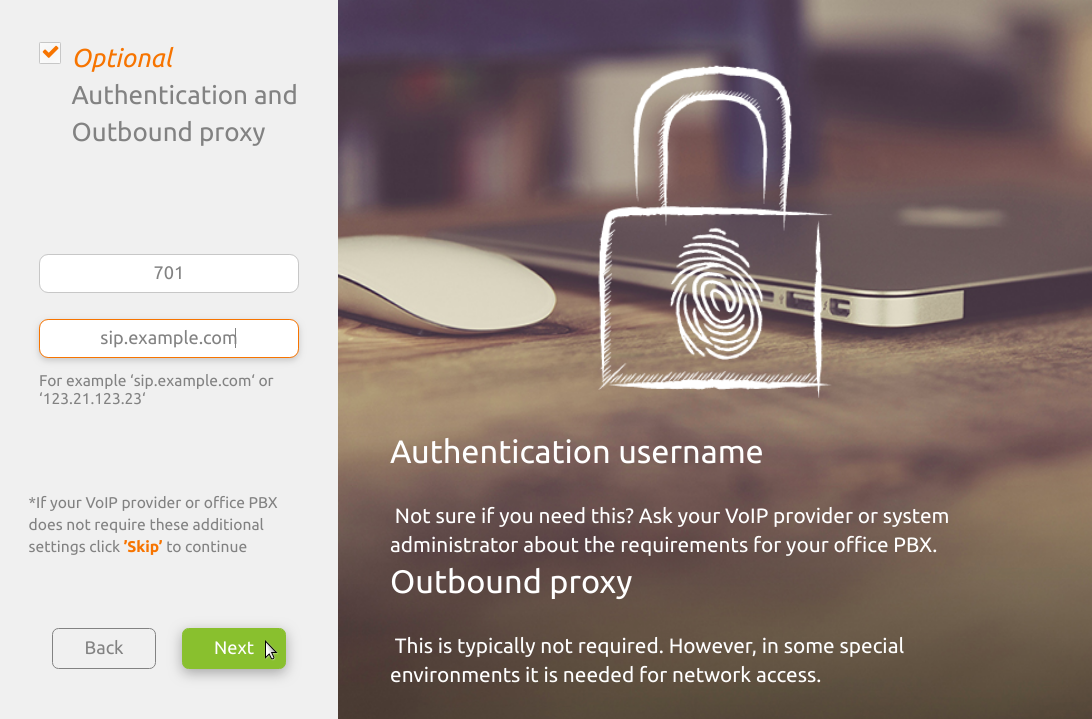 Optional
Authentication and
Outbound proxy
701
sip.example.com
For example ‘sip.example.com‘ or
‘123.21.123.23‘
*If your VoIP provider or office PBX
does not require these additional
settings click ‘Skip’ to continue
Back
Next
Authentication username
Not sure if you need this? Ask your VoIP provider or system
administrator about the requirements for your office PBX.
Outbound proxy
This is typically not required. However, in some special
environments it is needed for network access.